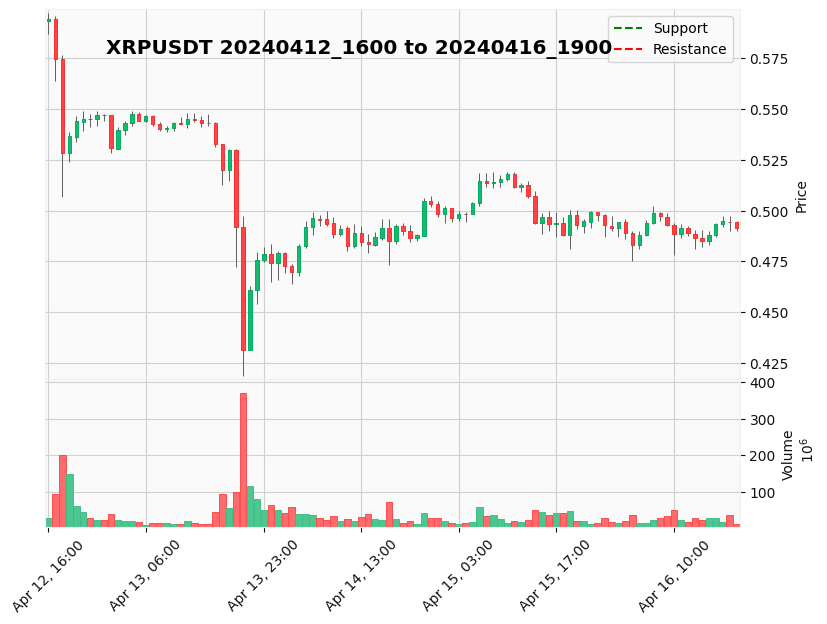 XRPUSDT 20240412_1600 to 20240416_1900
Support
Resistance
0.575
0.550
0.525
0.500
0.475
0.450
0.425
Price
400
300
200
100
Volume
10^6
Apr 12, 16:00
Apr 13, 06:00
Apr 13, 23:00
Apr 14, 13:00
Apr 15, 03:00
Apr 15, 17:00
Apr 16, 10:00